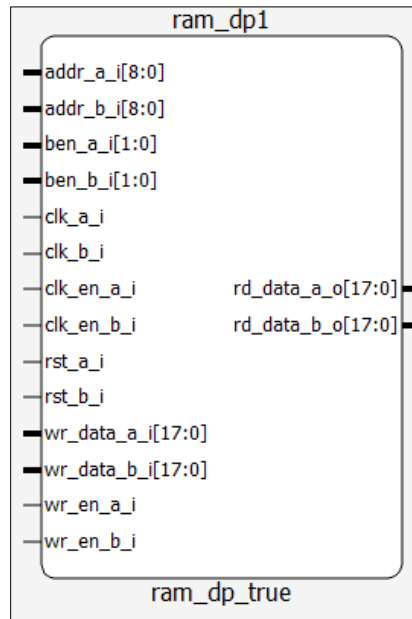 ram_dp1
addr_a_i[8:0]
addr_b_i[8:0]
ben_a_i[1:0]
ben_b_i[1:0]
clk_a_i
clk_b_i
clk_en_a_i rd_data_a_o[17:0]
clk_en_b_i rd_data_b_o[17:0]
rst_a_i
rst_b_i
wr_data_a_i[17:0]
wr_data_b_i[17:0]
wr_en_a_i
wr_en_b_i
ram_dp_true